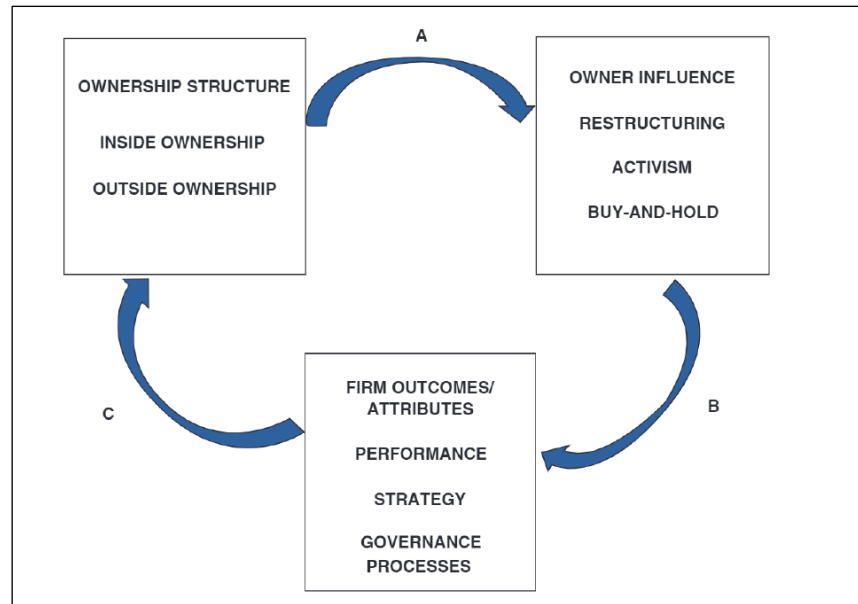 A
OWNERSHIP STRUCTURE
INSIDE OWNERSHIP
OUTSIDE OWNERSHIP
OWNER INFLUENCE
RESTRUCTURING
ACTIVISM
BUY-AND-HOLD
C
FIRM OUTCOMES/
ATTRIBUTES
PERFORMANCE
STRATEGY
GOVERNANCE
PROCESSES
B